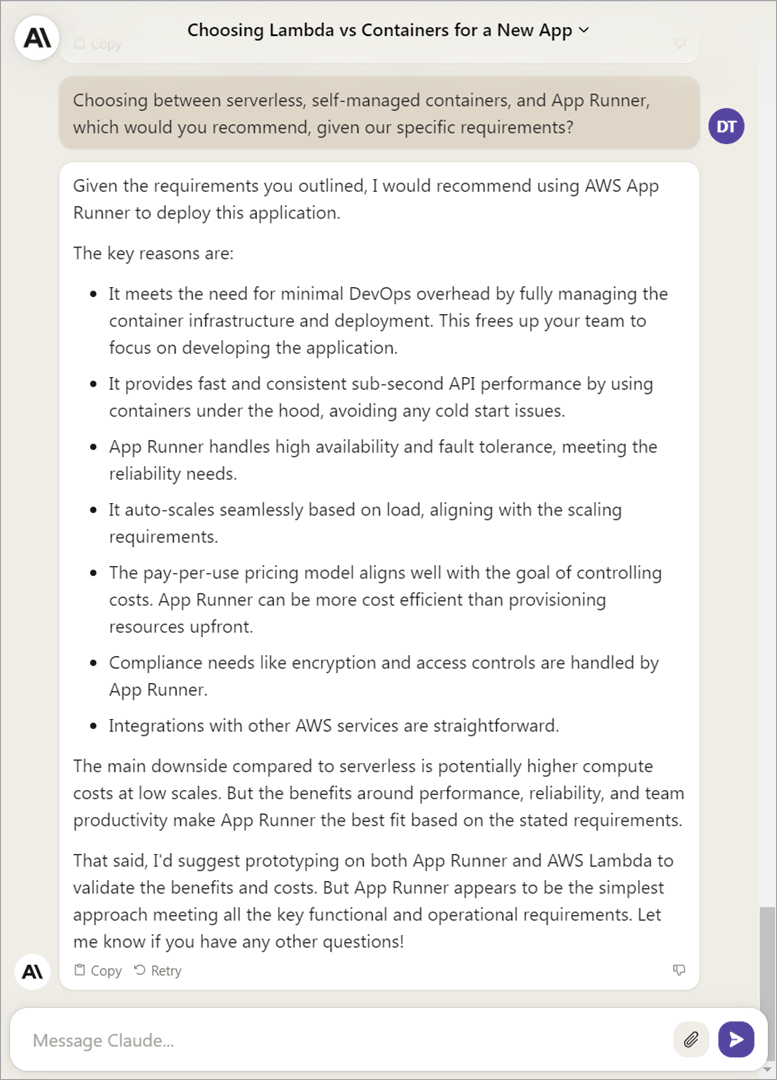 Choosing Lambda vs Containers for a New App
Copy
Choosing between serverless, self-managed containers, and App Runner,
which would you recommend, given our specific requirements?
DT
Given the requirements you outlined, I would recommend using AWS App
Runner to deploy this application.
The key reasons are:
• It meets the need for minimal DevOps overhead by fully managing the
container infrastructure and deployment. This frees up your team to
focus on developing the application.
• It provides fast and consistent sub-second API performance by using
containers under the hood, avoiding any cold start issues.
• App Runner handles high availability and fault tolerance, meeting the
reliability needs.
• It auto-scales seamlessly based on load, aligning with the scaling
requirements.
• The pay-per-use pricing model aligns well with the goal of controlling
costs. App Runner can be more cost efficient than provisioning
resources upfront.
• Compliance needs like encryption and access controls are handled by
App Runner.
• Integrations with other AWS services are straightforward.
The main downside compared to serverless is potentially higher compute
costs at low scales. But the benefits around performance, reliability, and team
productivity make App Runner the best fit based on the stated requirements.
That said, I'd suggest prototyping on both App Runner and AWS Lambda to
validate the benefits and costs. But App Runner appears to be the simplest
approach meeting all the key functional and operational requirements. Let
me know if you have any other questions!
Copy Retry
Message Claude...